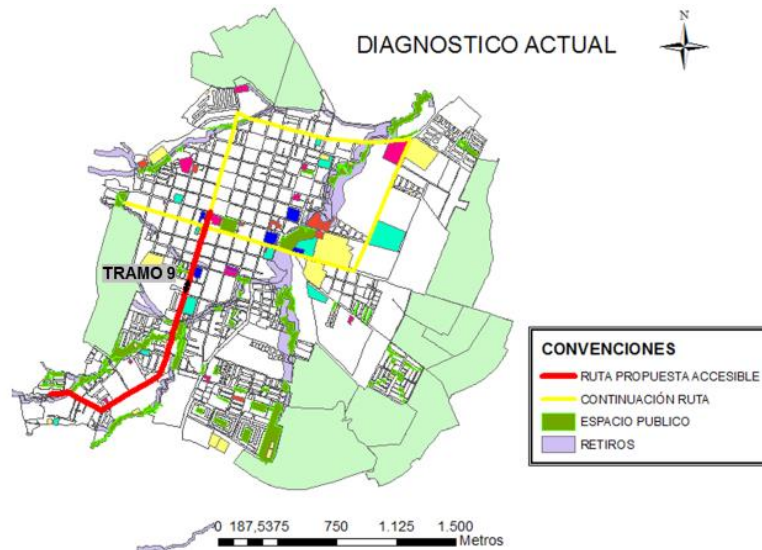 N
DIAGNOSTICO ACTUAL
TRAMO 9
CONVENCIONES
RUTA PROPUESTA ACCESIBLE
CONTINUACIÓN RUTA
ESPACIO PUBLICO
RETIROS
0 187,5375 750 1.125 1.500
Metros